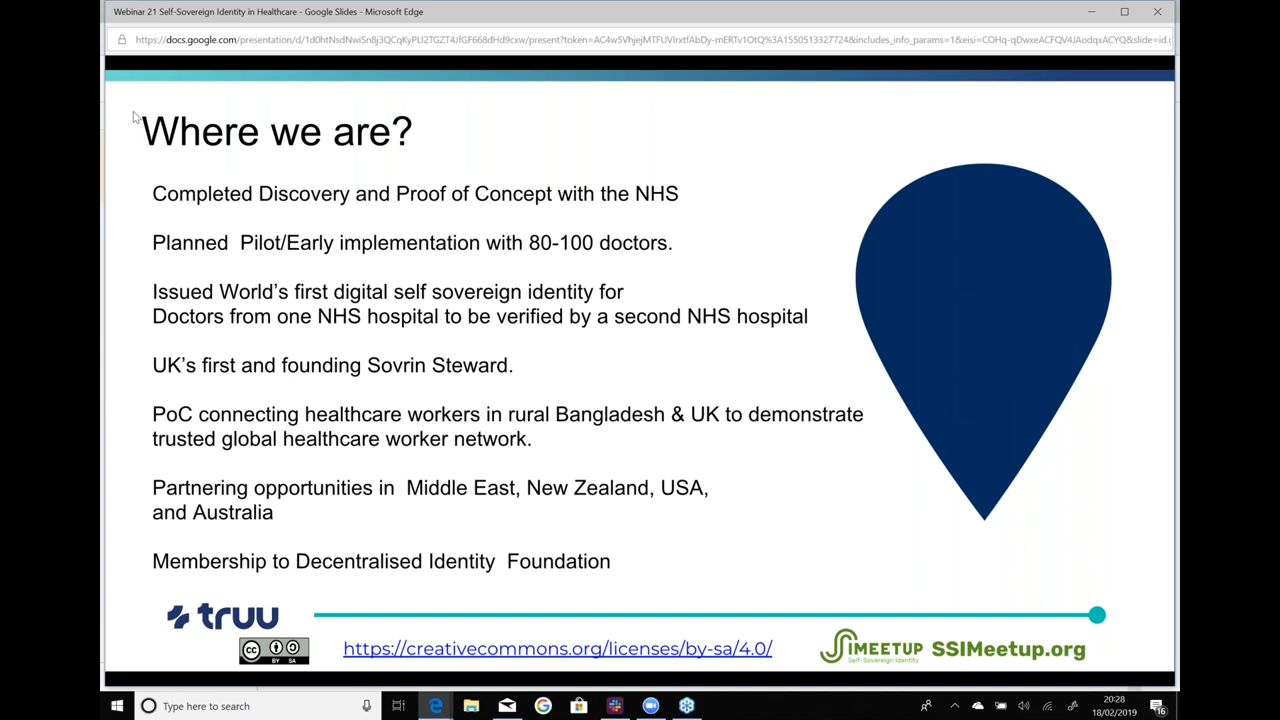 Webinar 21 Self-Sovereign Identity in Healthcare - Google Slides - Microsoft Edge
Where we are?
Completed Discovery and Proof of Concept with the NHS
Planned Pilot/Early implementation with 80-100 doctors.
Issued World's first digital self sovereign identity for
Doctors from one NHS hospital to be verified by a second NHS hospital
UK's first and founding Sovrin Steward.
PoC connecting healthcare workers in rural Bangladesh & UK to demonstrate
trusted global healthcare worker network.
Partnering opportunities in Middle East, New Zealand, USA,
and Australia
Membership to Decentralised Identity Foundation
truu
CC BY SA
https://creativecommons.org/licenses/by-sa/4.0/
SSIMEETUP
Self-Sovereign Identity
SSIMeetup.org
Type here to search
20:28
18/02/2019
16